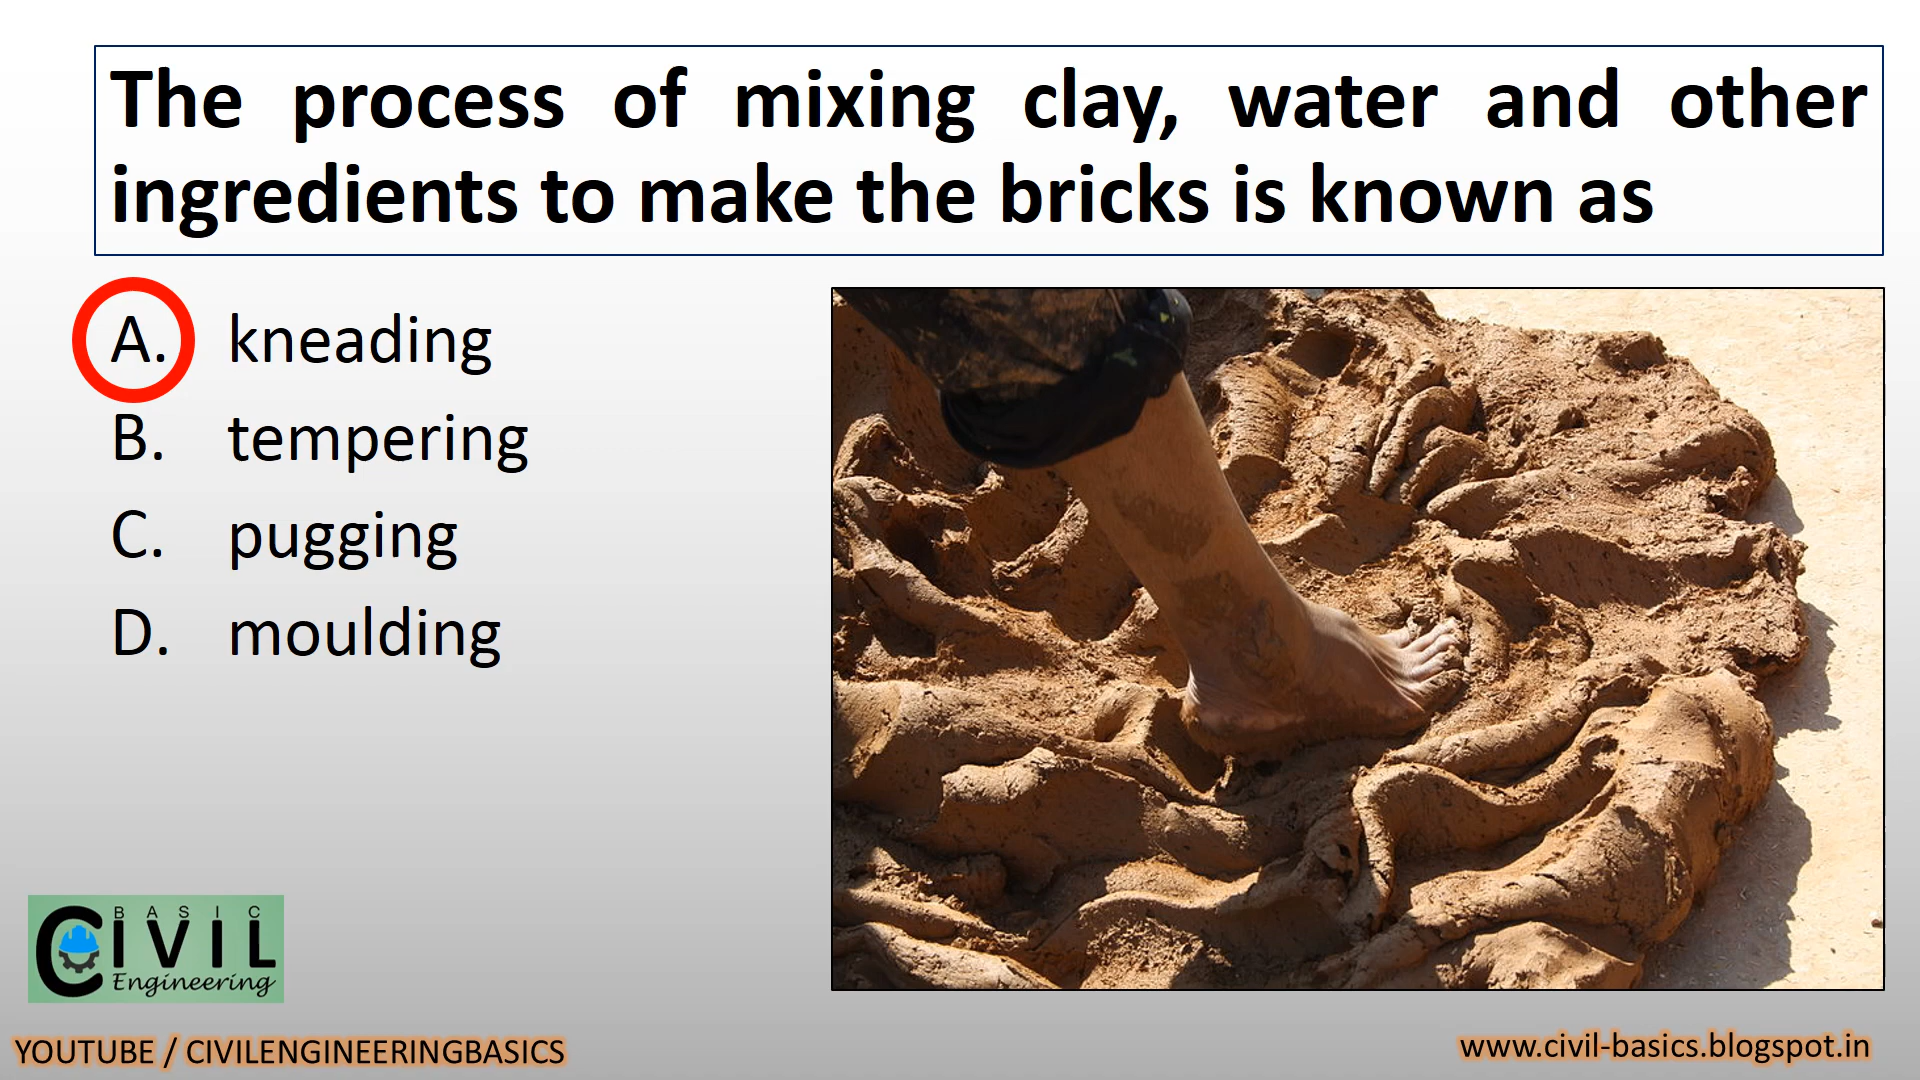 The process of mixing clay, water and other
ingredients to make the bricks is known as
A. kneading
B. tempering
C. pugging
D. moulding
BASIC
CIVIL
Engineering
YOUTUBE / CIVILENGINEERINGBASICS
www.civil-basics.blogspot.in